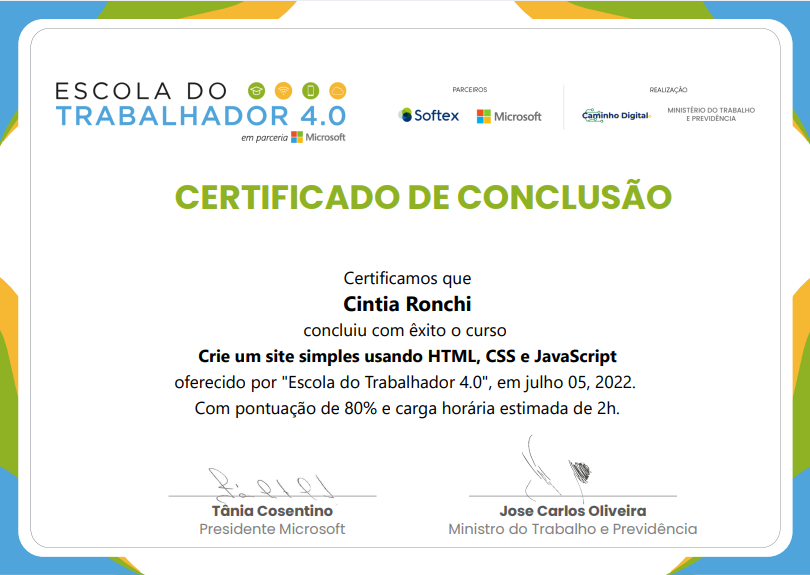 ESCOLA DO
TRABALHADOR 4.0
em parceria Microsoft
PARCEIROS
Softex Microsoft
REALIZAÇÃO
Caminho Digital
MINISTÉRIO DO TRABALHO
E PREVIDÊNCIA
CERTIFICADO DE CONCLUSÃO
Certificamos que
Cintia Ronchi
concluiu com êxito o curso
Crie um site simples usando HTML, CSS e JavaScript
oferecido por "Escola do Trabalhador 4.0", em julho 05, 2022.
Com pontuação de 80% e carga horária estimada de 2h.
Tânia Cosentino
Presidente Microsoft
Jose Carlos Oliveira
Ministro do Trabalho e Previdência